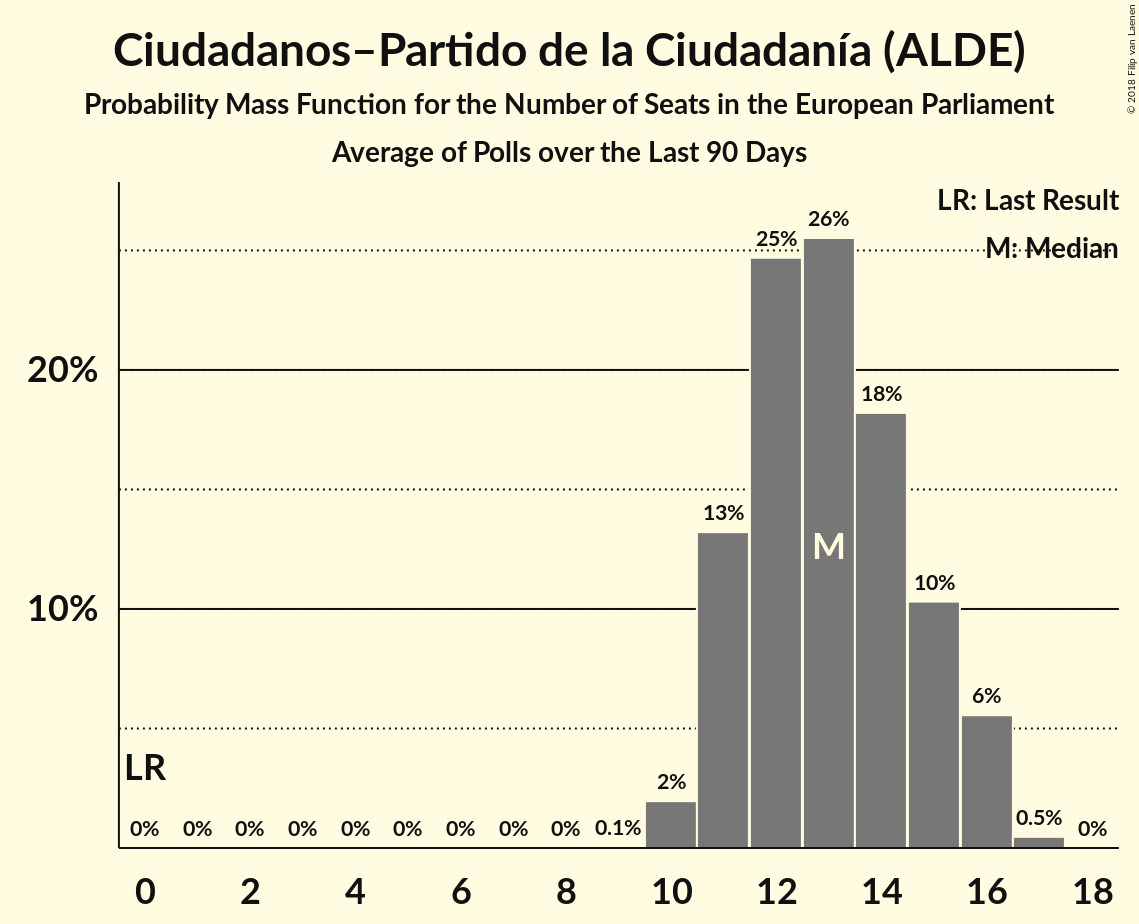 Ciudadanos–Partido de la Ciudadanía (ALDE)
Probability Mass Function for the Number of Seats in the European Parliament
Average of Polls over the Last 90 Days
© 2018 Filip van Laenen
LR: Last Result
M: Median
26%
25%
20%
18%
13%
M
10%
10%
6%
LR
2%
0% 0% 0% 0% 0% 0% 0% 0% 0% 0.1% 0.5% 0%
0 2 4 6 8 10 12 14 16 18